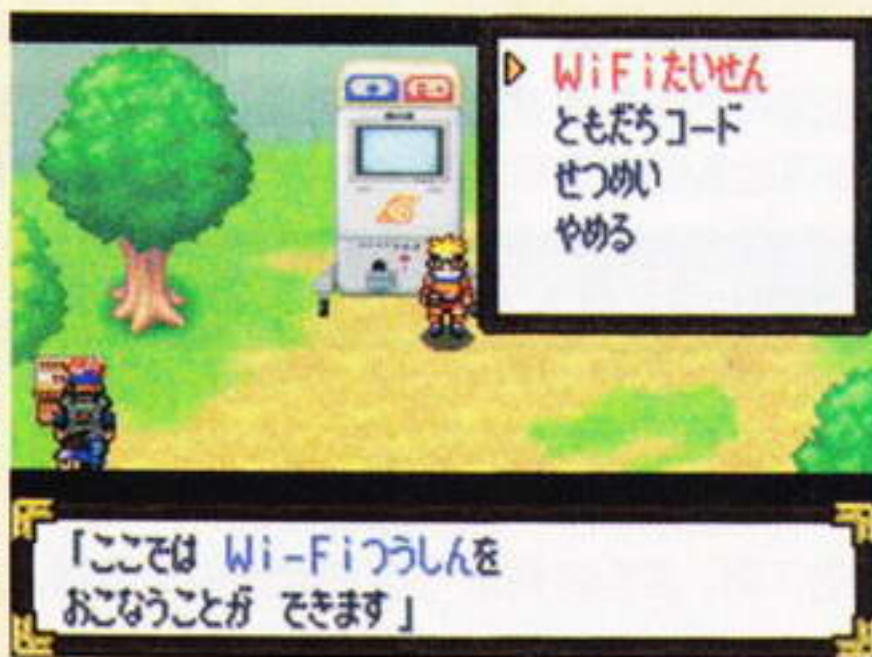 WiFiたいせん
ともだちコード
せつめい
やめる
「ここでは Wi-Fiつうしんを
おこなうことが できます」